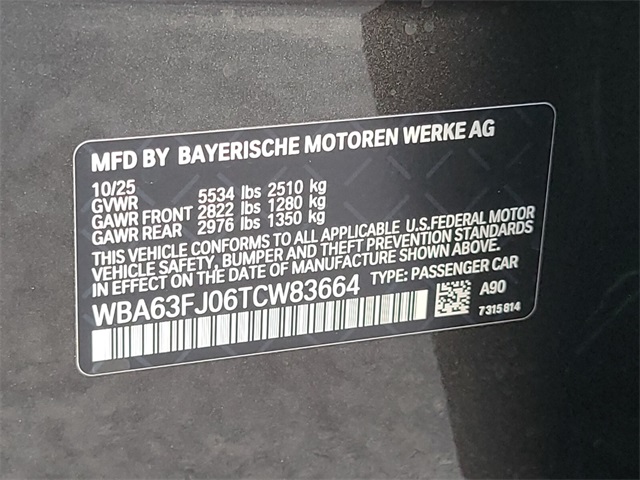 MFD BY BAYERISCHE MOTOREN WERKE AG
10/25
GVWR 5534 lbs 2510 kg
GAWR FRONT 2822 lbs 1280 kg
GAWR REAR 2976 lbs 1350 kg
THIS VEHICLE CONFORMS TO ALL APPLICABLE U.S.FEDERAL MOTOR
VEHICLE SAFETY, BUMPER AND THEFT PREVENTION STANDARDS
IN EFFECT ON THE DATE OF MANUFACTURE SHOWN ABOVE.
WBA63FJ06TCW83664 TYPE: PASSENGER CAR
A90
7315814